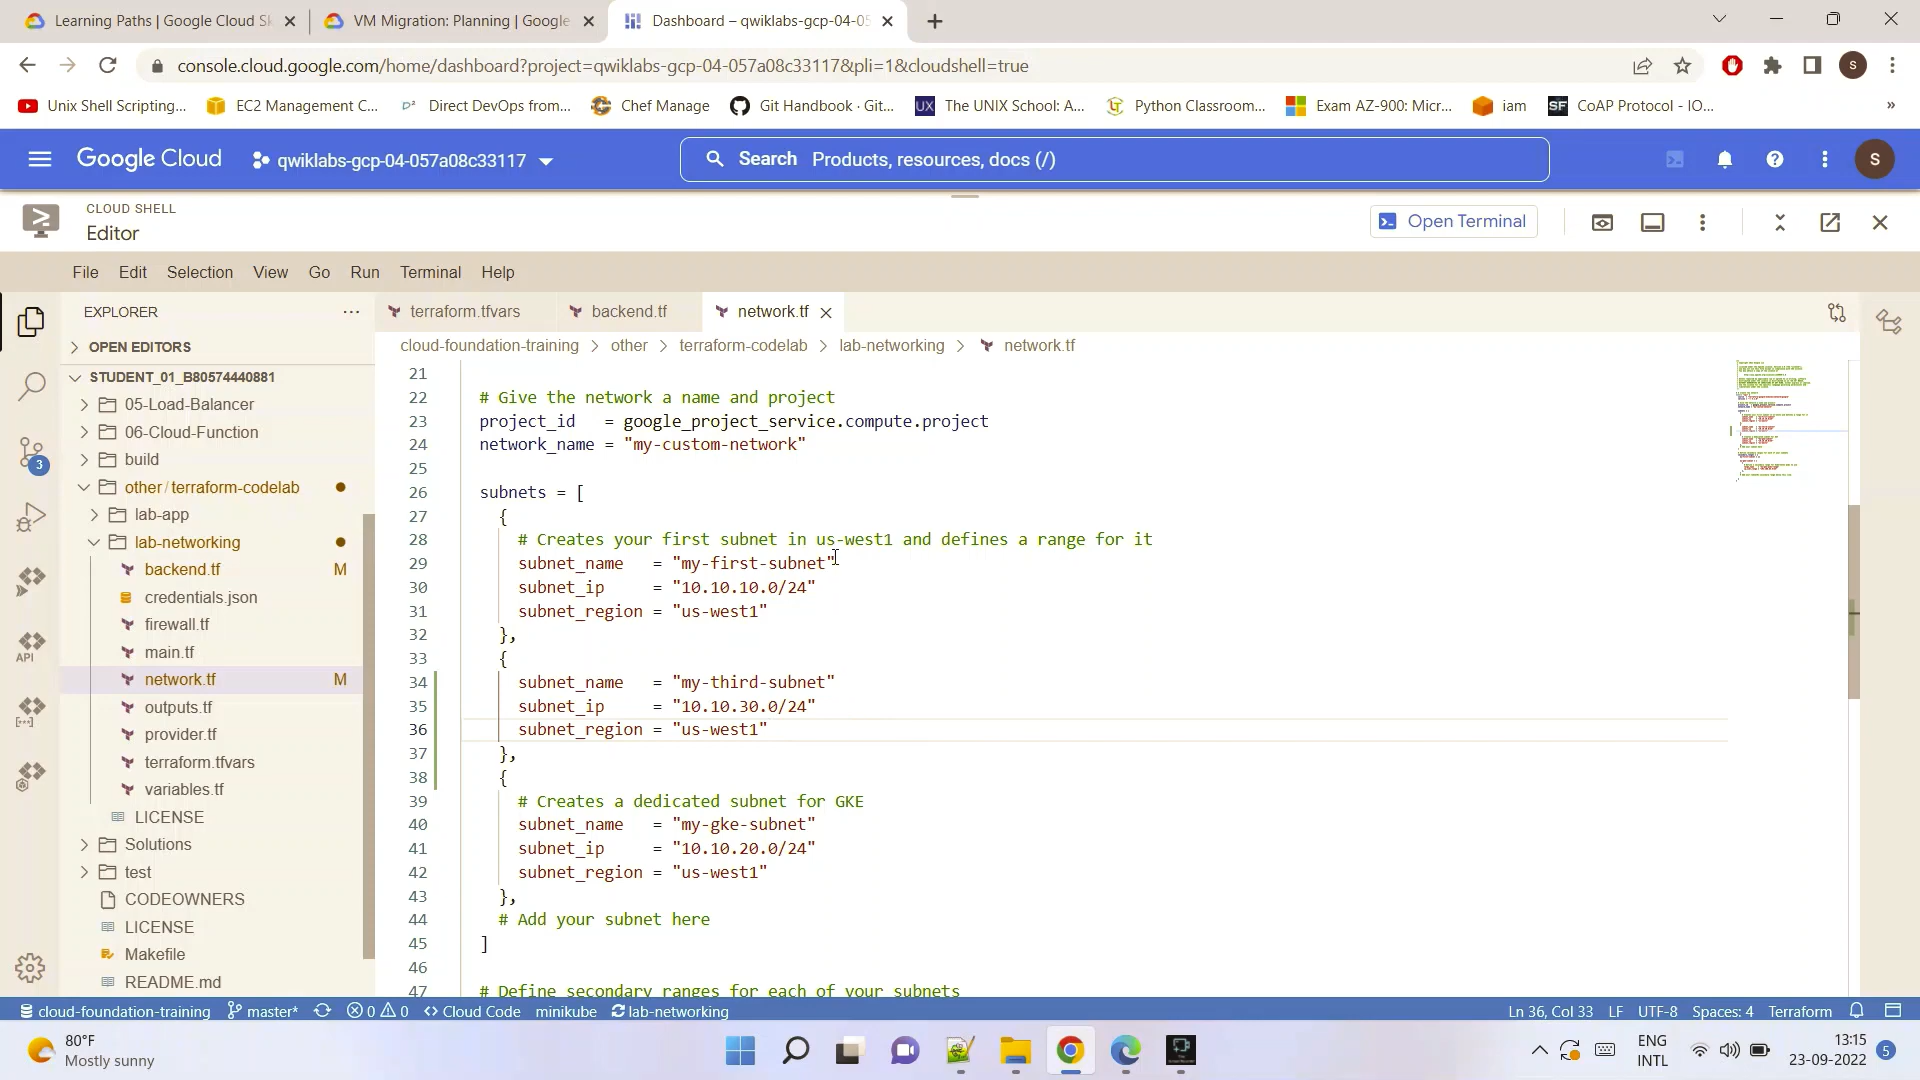 Learning Paths | Google Cloud Sk
VM Migration: Planning | Google
Dashboard – qwiklabs-gcp-04-05
console.cloud.google.com/home/dashboard?project=qwiklabs-gcp-04-057a08c33117&pli=1&cloudshell=true
S
Unix Shell Scripting...
EC2 Management C...
Direct DevOps from...
Chef Manage
Git Handbook · Git...
UX
The UNIX School: A...
Python Classroom...
Exam AZ-900: Micr...
iam
SF
CoAP Protocol - IO...
»
Google Cloud
qwiklabs-gcp-04-057a08c33117
Search Products, resources, docs (/)
S
CLOUD SHELL
Editor
Open Terminal
File Edit Selection View Go Run Terminal Help
EXPLORER
OPEN EDITORS
STUDENT_01_B80574440881
05-Load-Balancer
06-Cloud-Function
build
other/terraform-codelab
lab-app
lab-networking
backend.tf M
credentials.json
firewall.tf
main.tf
network.tf M
outputs.tf
provider.tf
terraform.tfvars
variables.tf
LICENSE
Solutions
test
CODEOWNERS
LICENSE
Makefile
README.md
3
API
terraform.tfvars
backend.tf
network.tf
cloud-foundation-training > other > terraform-codelab > lab-networking > network.tf
21
22 # Give the network a name and project
23 project_id = google_project_service.compute.project
24 network_name = "my-custom-network"
25
26 subnets = [
27 {
28 # Creates your first subnet in us-west1 and defines a range for it
29 subnet_name = "my-first-subnet"
30 subnet_ip = "10.10.10.0/24"
31 subnet_region = "us-west1"
32 },
33 {
34 subnet_name = "my-third-subnet"
35 subnet_ip = "10.10.30.0/24"
36 subnet_region = "us-west1"
37 },
38 {
39 # Creates a dedicated subnet for GKE
40 subnet_name = "my-gke-subnet"
41 subnet_ip = "10.10.20.0/24"
42 subnet_region = "us-west1"
43 },
44 # Add your subnet here
45 ]
46
47 # Define secondary ranges for each of your subnets
cloud-foundation-training master* 0 0 Cloud Code minikube lab-networking
Ln 36, Col 33 LF UTF-8 Spaces: 4 Terraform
80°F
Mostly sunny
ENG
INTL
13:15
23-09-2022
5